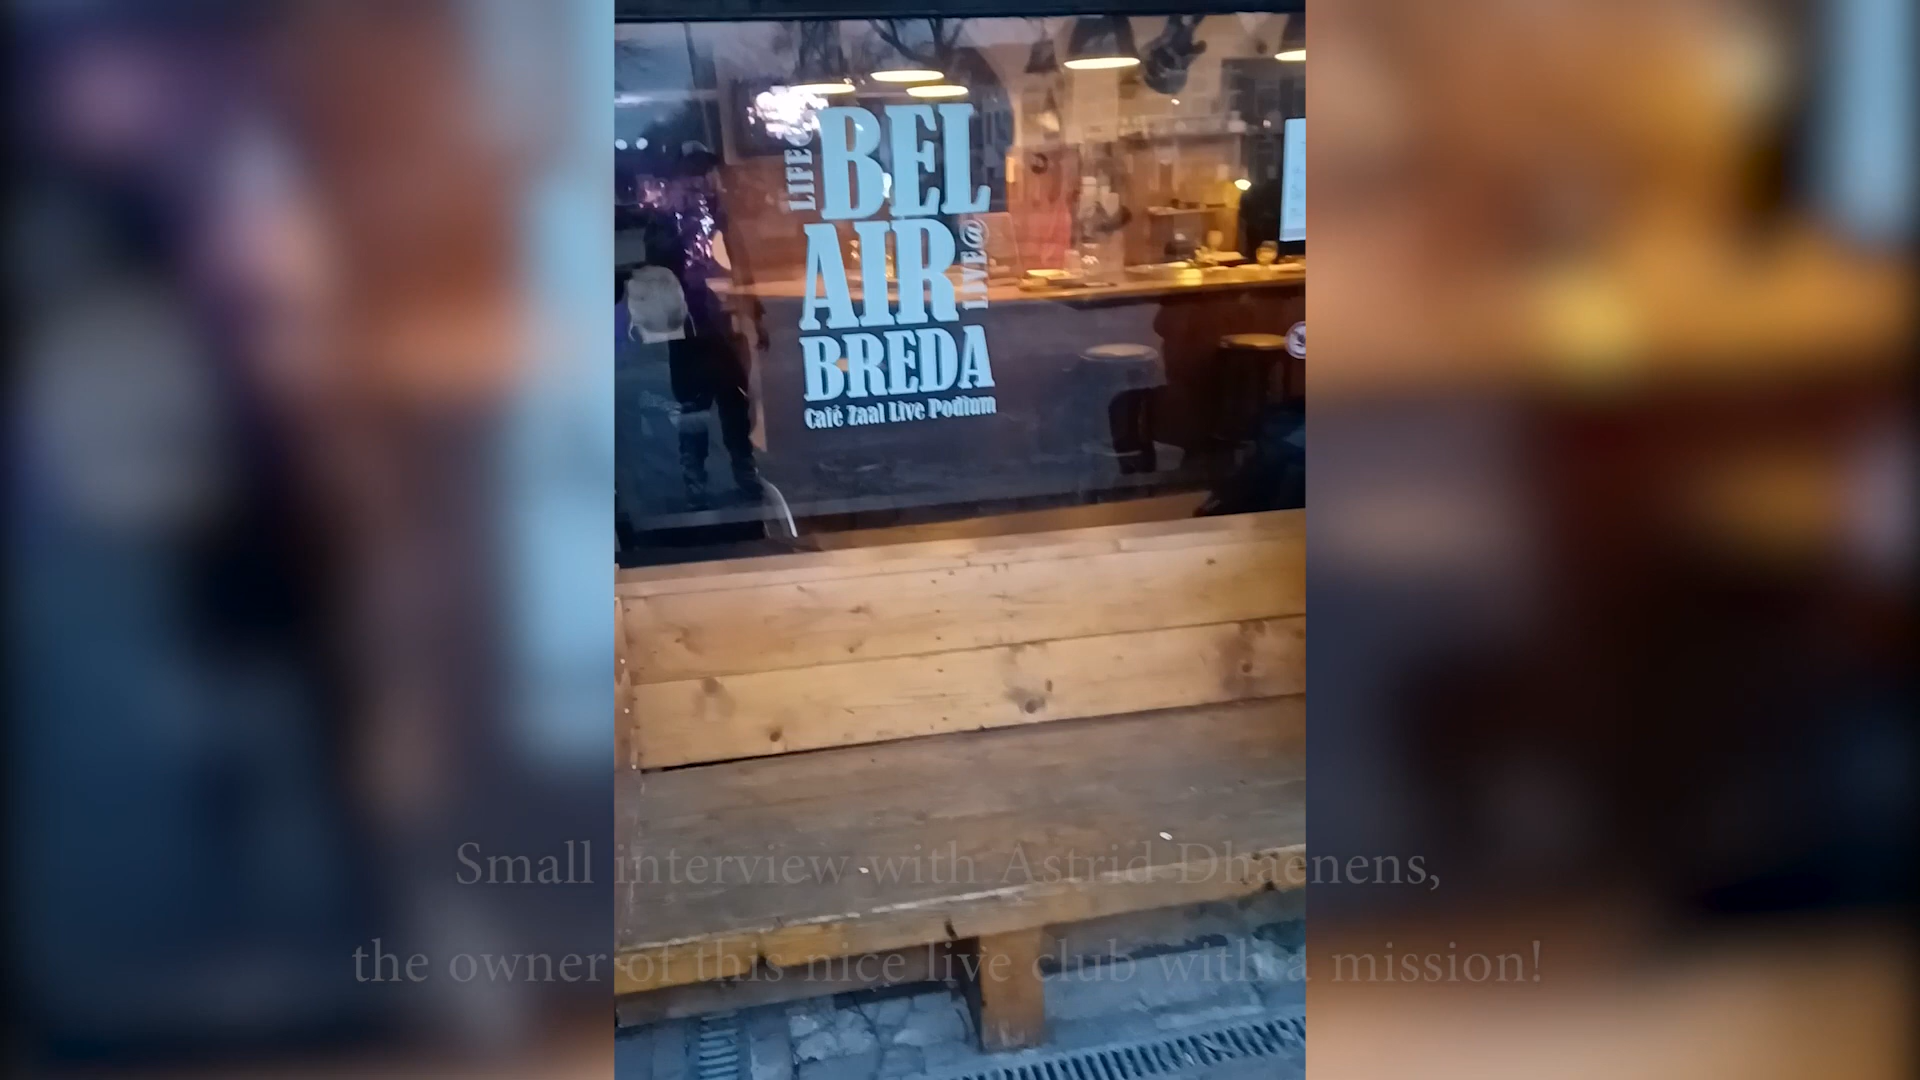 LIFE@
BEL
AIR
LIVE@
BREDA
Café Zaal Live Podium
Small interview with Astrid Dhaenens,
the owner of this nice live club with a mission!